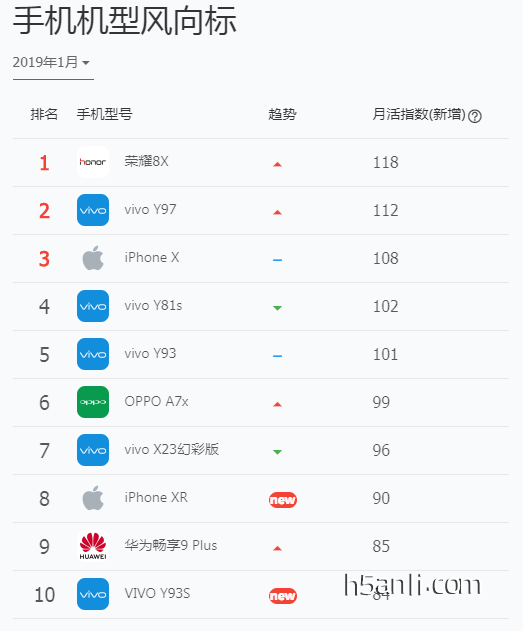 手机机型风向标
2019年1月
排名 手机型号 趋势 月活指数(新增) ?
1 honor 荣耀8X 118
2 vivo vivo Y97 112
3 iPhone X 108
4 vivo vivo Y81s 102
5 vivo vivo Y93 101
6 oppo OPPO A7x 99
7 vivo vivo X23幻彩版 96
8 iPhone XR new 90
9 HUAWEI 华为畅享9 Plus 85
10 vivo VIVO Y93S new 84
h5anli.com